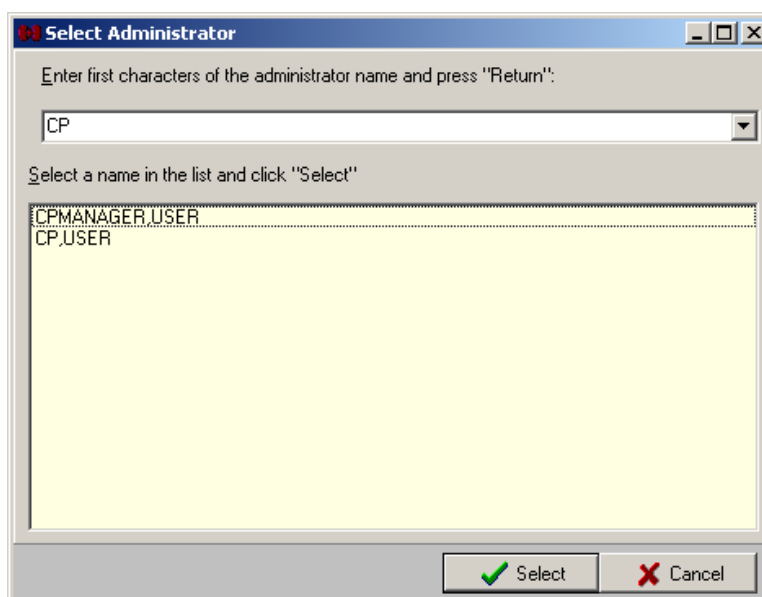 Select Administrator
Enter first characters of the administrator name and press "Return":
CP
Select a name in the list and click "Select"
CPMANAGER,USER
CP,USER
Select
Cancel